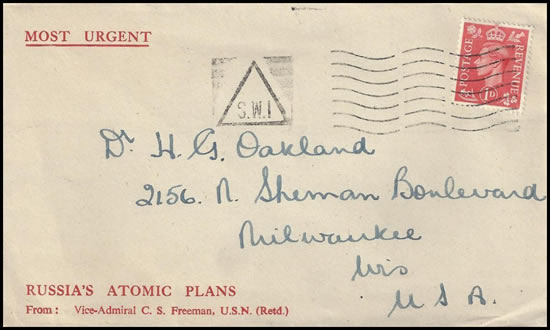 MOST URGENT
POSTAGE REVENUE
1D
S.W.1
Dr H. G. Oakland
2156. N. Sherman Boulevard
Milwaukee
Wis
U S A.
RUSSIA'S ATOMIC PLANS
From: Vice-Admiral C. S. Freeman, U.S.N. (Retd.)